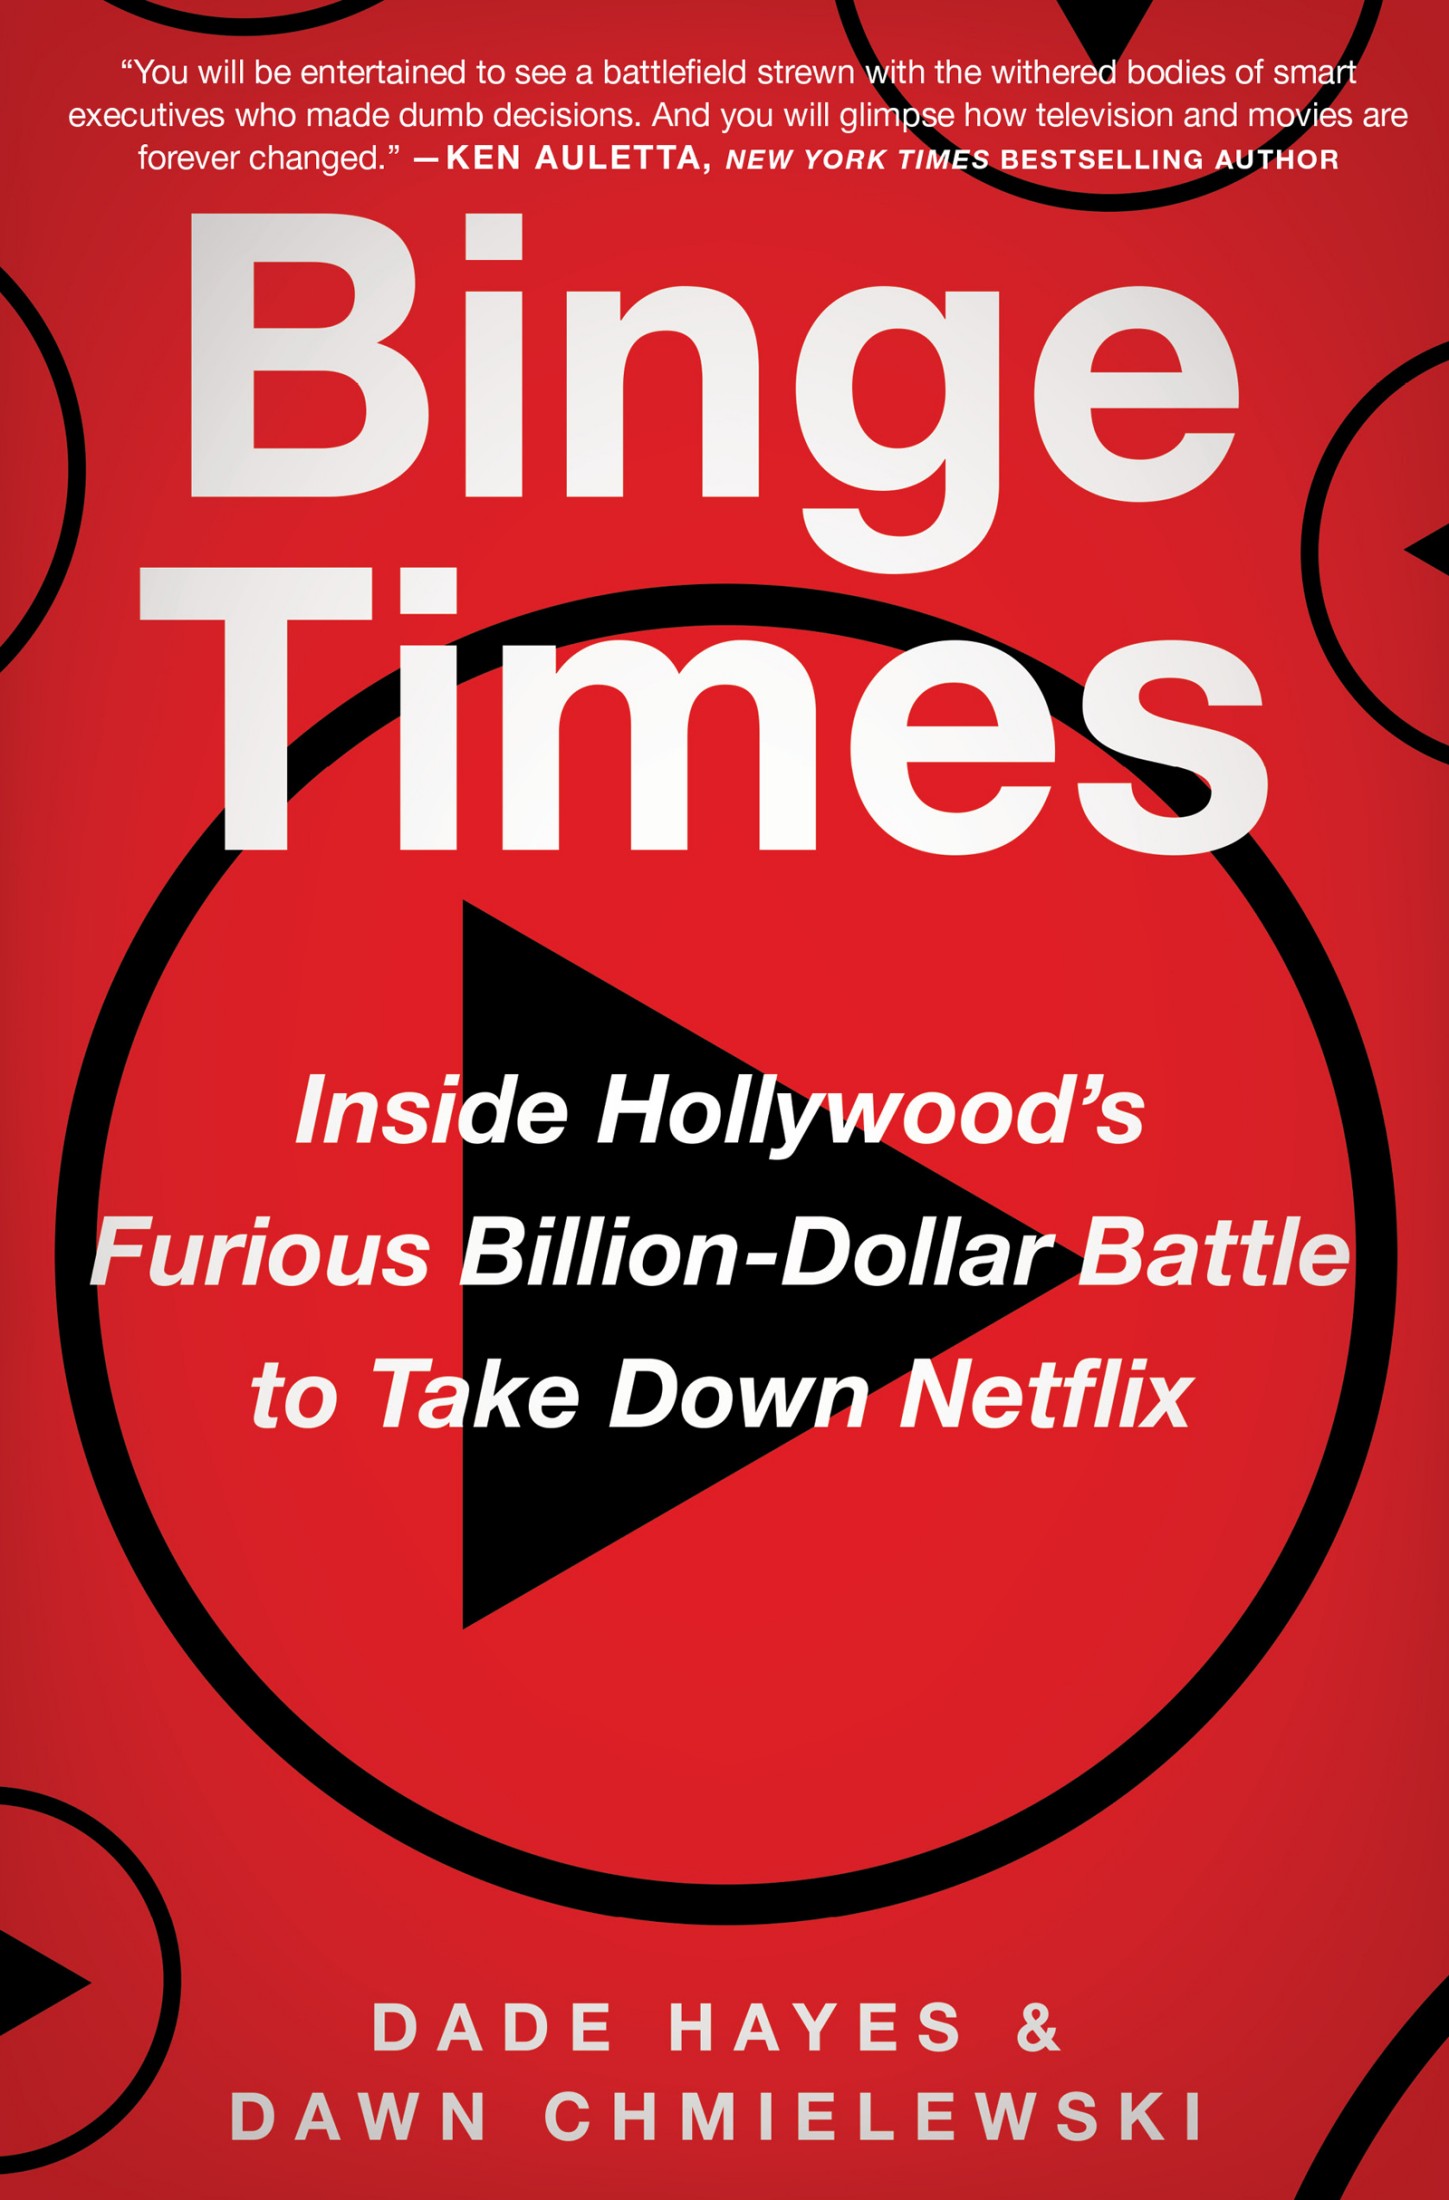 “You will be entertained to see a battlefield strewn with the withered bodies of smart
executives who made dumb decisions. And you will glimpse how television and movies are
forever changed.” —KEN AULETTA, NEW YORK TIMES BESTSELLING AUTHOR
Binge
Times
Inside Hollywood’s
Furious Billion-Dollar Battle
to Take Down Netflix
DADE HAYES &
DAWN CHMIELEWSKI